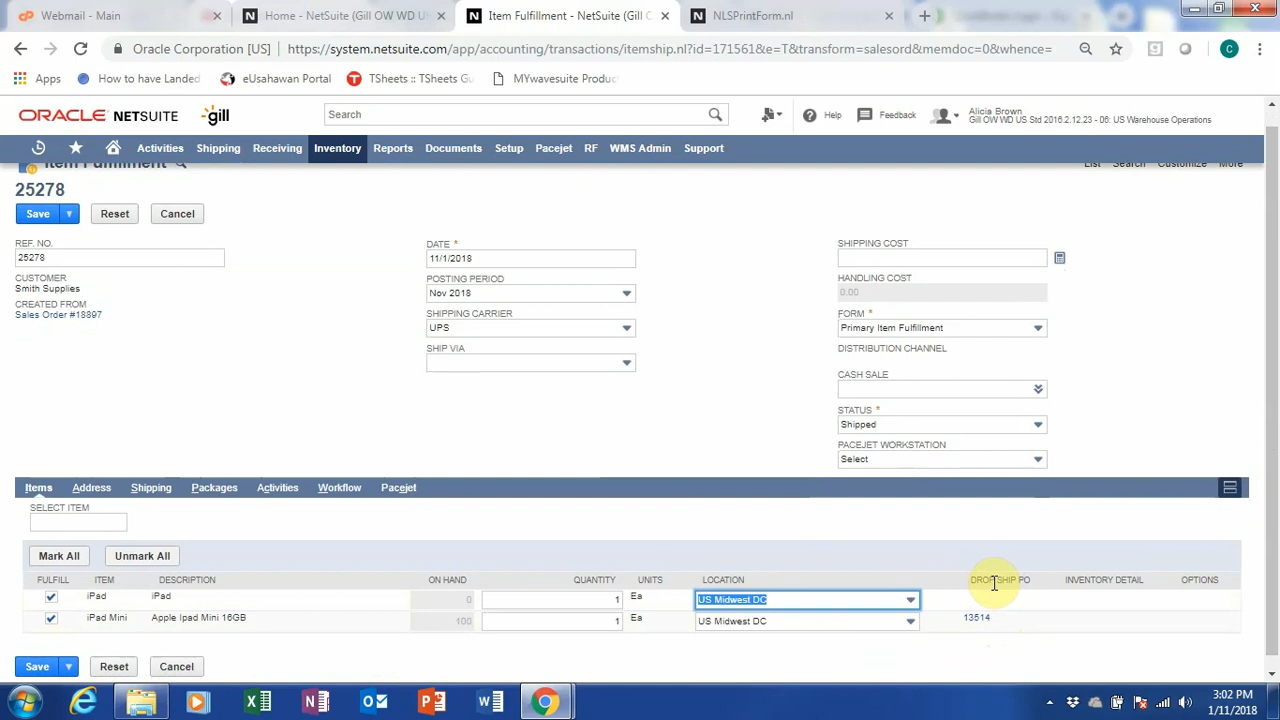 Webmail - Main
Home - NetSuite (Gill OW WD US
Item Fulfillment - NetSuite (Gill O
NLSPrintForm.nl
Oracle Corporation [US]
https://system.netsuite.com/app/accounting/transactions/itemship.nl?id=171561&e=T&transform=salesord&memdoc=0&whence=
Apps
How to have Landed
eUsahawan Portal
TSheets :: TSheets Gu
MYwavesuite Produc
ORACLE NETSUITE
gill
Search
Help
Feedback
Alicia Brown
Gill OW WD US Std 2016.2.12.23 - 06: US Warehouse Operations
Activities
Shipping
Receiving
Inventory
Reports
Documents
Setup
Pacejet
RF
WMS Admin
Support
Item Fulfillment
List
Search
Customize
More
25278
Save
Reset
Cancel
REF. NO.
25278
CUSTOMER
Smith Supplies
CREATED FROM
Sales Order #18897
DATE *
11/1/2018
POSTING PERIOD
Nov 2018
SHIPPING CARRIER
UPS
SHIP VIA
SHIPPING COST
HANDLING COST
0.00
FORM *
Primary Item Fulfillment
DISTRIBUTION CHANNEL
CASH SALE
STATUS *
Shipped
PACEJET WORKSTATION
Select
Items
Address
Shipping
Packages
Activities
Workflow
Pacejet
SELECT ITEM
Mark All
Unmark All
FULFILL ITEM DESCRIPTION ON HAND QUANTITY UNITS LOCATION DROP SHIP PO INVENTORY DETAIL OPTIONS
iPad iPad 0 1 Ea US Midwest DC
iPad Mini Apple Ipad Mini 16GB 100 1 Ea US Midwest DC 13514
Save
Reset
Cancel
3:02 PM
1/11/2018